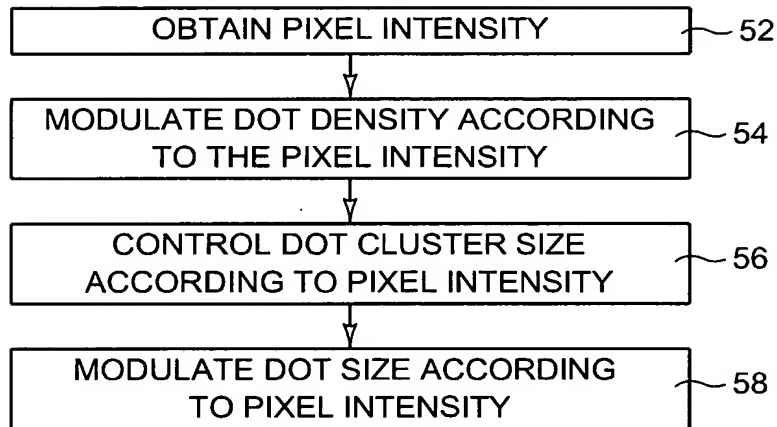 OBTAIN PIXEL INTENSITY
52
MODULATE DOT DENSITY ACCORDING
TO THE PIXEL INTENSITY
54
CONTROL DOT CLUSTER SIZE
ACCORDING TO PIXEL INTENSITY
56
MODULATE DOT SIZE ACCORDING
TO PIXEL INTENSITY
58